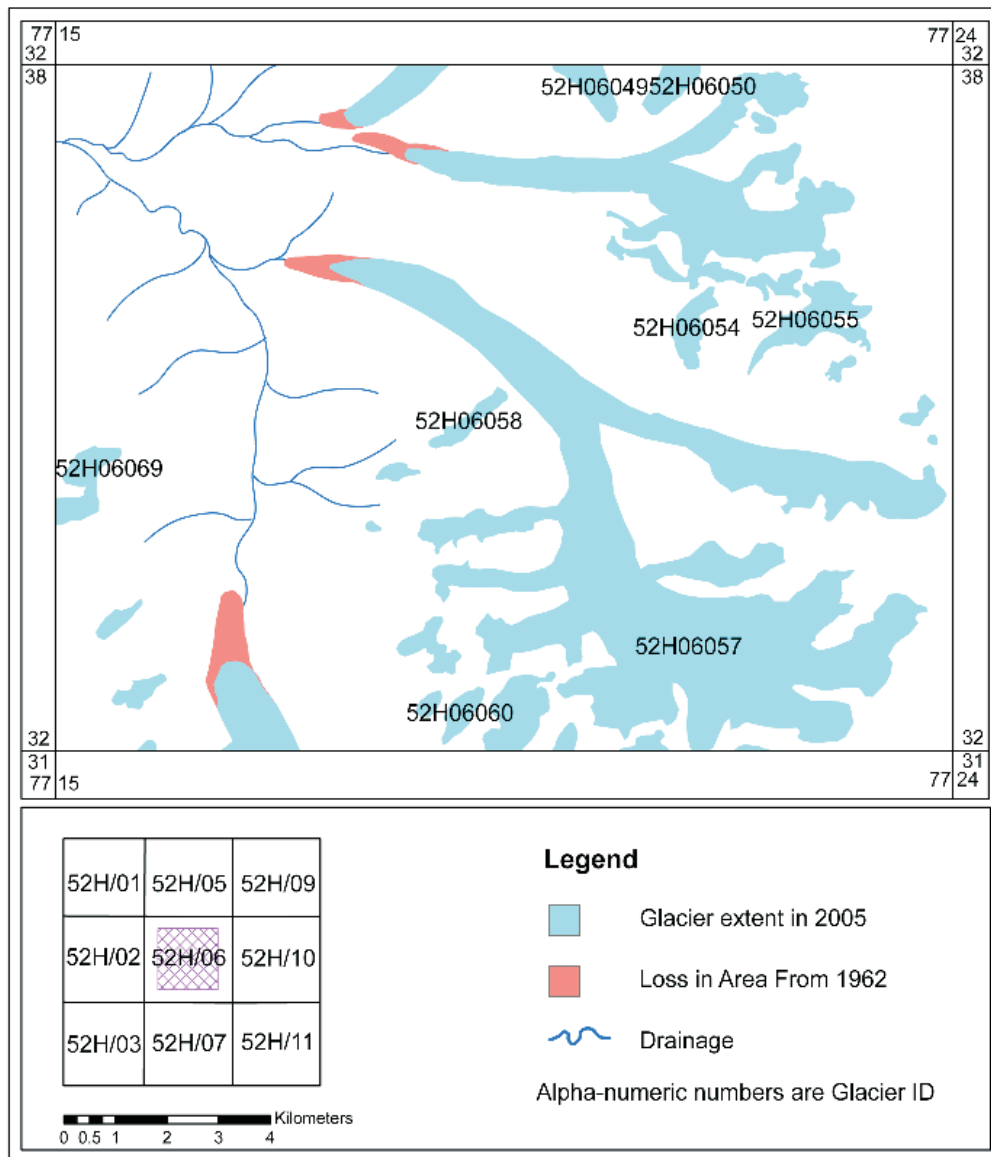 77 15
32
38
77 24
32
38
52H06049 52H06050
52H06054
52H06055
52H06058
52H06069
52H06057
52H06060
32
31
77 15
32
31
77 24
52H/01 52H/05 52H/09
52H/02 52H/06 52H/10
52H/03 52H/07 52H/11
Kilometers
0 0.5 1 2 3 4
Legend
Glacier extent in 2005
Loss in Area From 1962
Drainage
Alpha-numeric numbers are Glacier ID